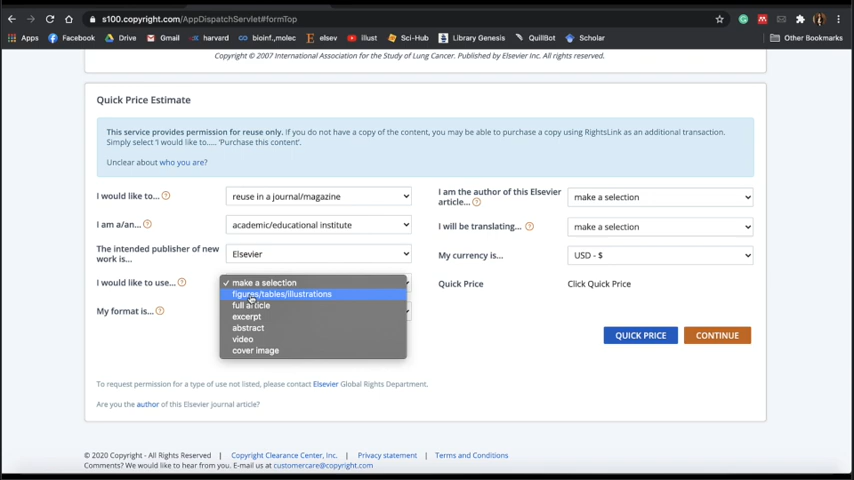 s100.copyright.com/AppDispatchServlet#formTop
Apps Facebook Drive Gmail harvard bioinf.,molec elsev illust Sci-Hub Library Genesis QuillBot Scholar Other Bookmarks
Copyright © 2007 International Association for the Study of Lung Cancer. Published by Elsevier Inc. All rights reserved.
Quick Price Estimate
This service provides permission for reuse only. If you do not have a copy of the content, you may be able to purchase a copy using RightsLink as an additional transaction.
Simply select 'I would like to..... 'Purchase this content'.
Unclear about who you are?
I would like to... ? reuse in a journal/magazine
I am the author of this Elsevier
article... ? make a selection
I am a/an... ? academic/educational institute
I will be translating... ? make a selection
The intended publisher of new
work is... Elsevier
My currency is... USD - $
I would like to use... ? ✓ make a selection
Quick Price Click Quick Price
figures/tables/illustrations
full article
My format is... ?
excerpt
abstract
video
cover image
QUICK PRICE CONTINUE
To request permission for a type of use not listed, please contact Elsevier Global Rights Department.
Are you the author of this Elsevier journal article?
© 2020 Copyright - All Rights Reserved | Copyright Clearance Center, Inc. | Privacy statement | Terms and Conditions
Comments? We would like to hear from you. E-mail us at customercare@copyright.com